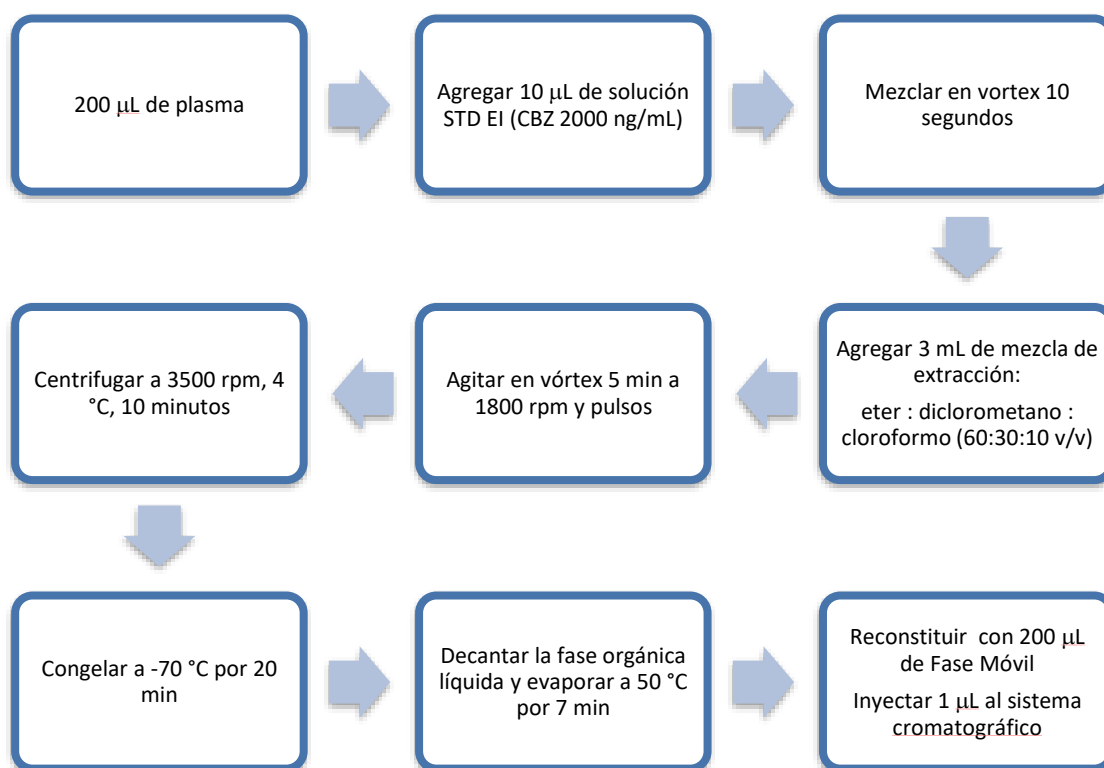 200 µL de plasma
Agregar 10 µL de solución
STD EI (CBZ 2000 ng/mL)
Mezclar en vortex 10
segundos
Agregar 3 mL de mezcla de
extracción:
eter : diclorometano :
cloroformo (60:30:10 v/v)
Agitar en vórtex 5 min a
1800 rpm y pulsos
Centrifugar a 3500 rpm, 4
°C, 10 minutos
Congelar a -70 °C por 20
min
Decantar la fase orgánica
líquida y evaporar a 50 °C
por 7 min
Reconstituir con 200 µL
de Fase Móvil
Inyectar 1 µL al sistema
cromatográfico